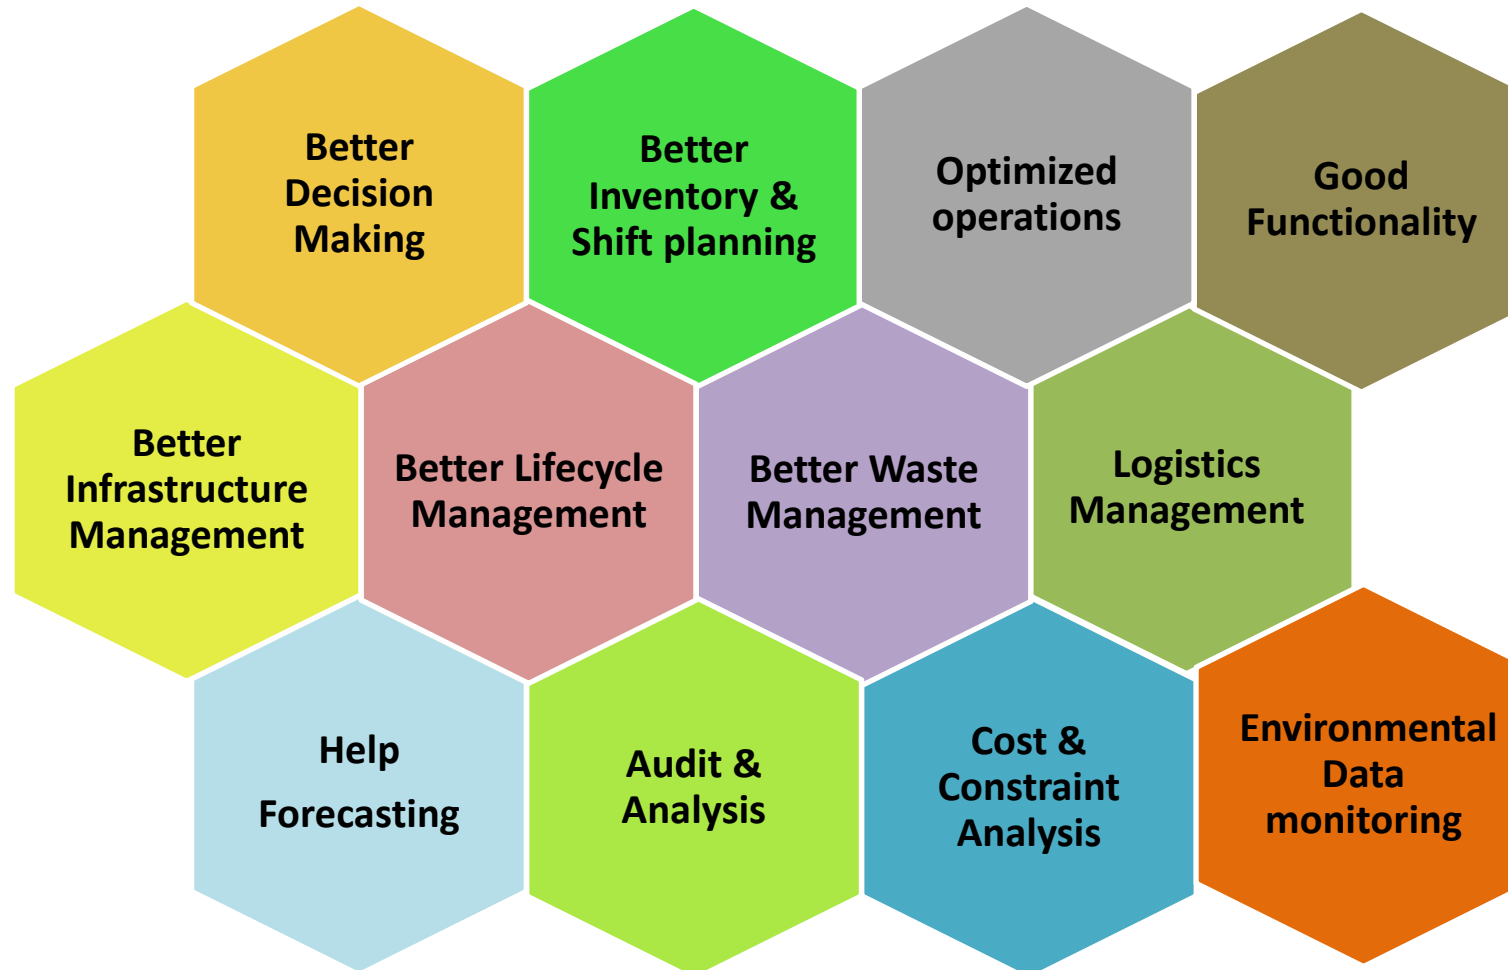 Better
Decision
Making
Better
Inventory &
Shift planning
Optimized
operations
Good
Functionality
Better
Infrastructure
Management
Better Lifecycle
Management
Better Waste
Management
Logistics
Management
Help
Forecasting
Audit &
Analysis
Cost &
Constraint
Analysis
Environmental
Data
monitoring